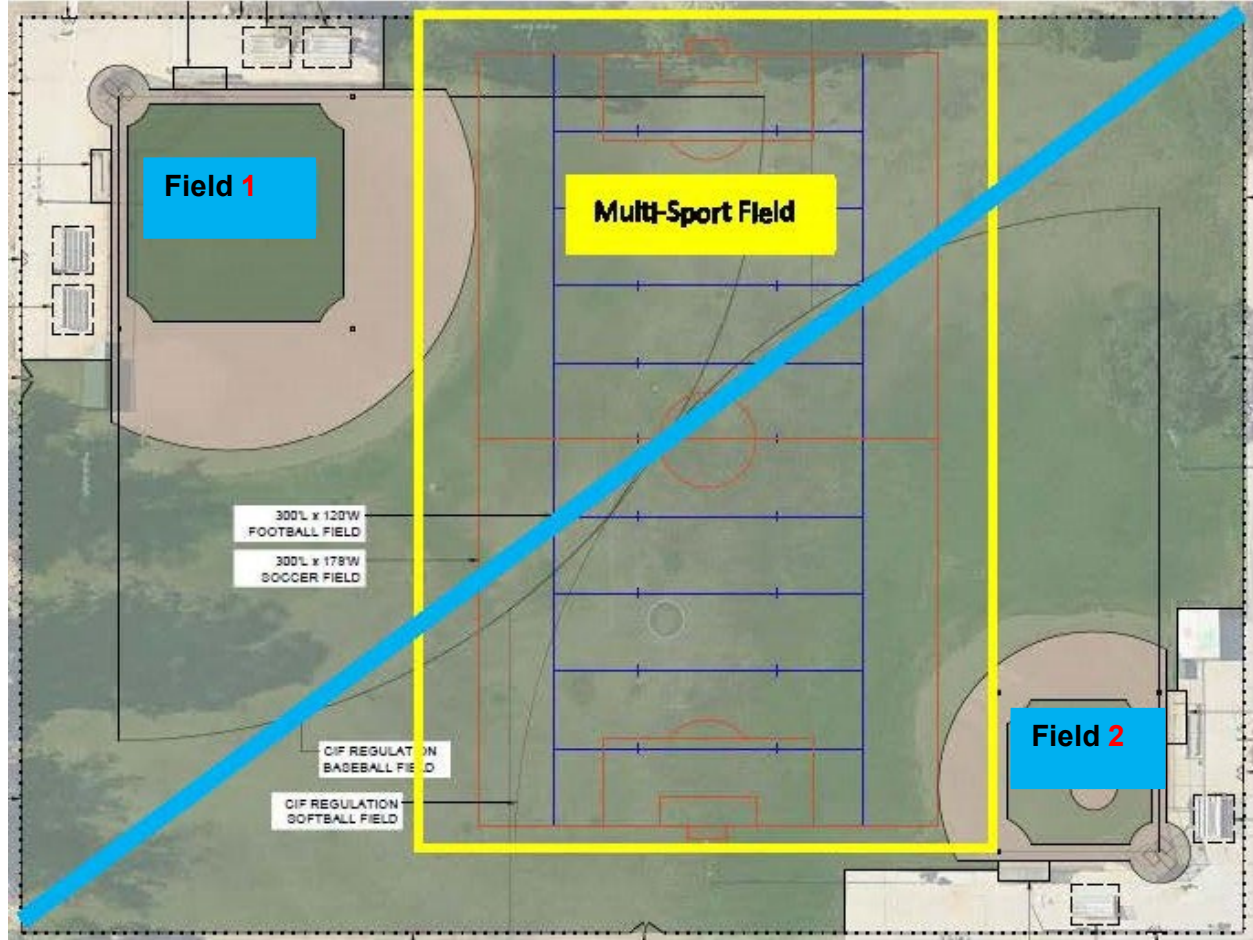 Field 1
Multi-Sport Field
300'L x 120'W
FOOTBALL FIELD
300'L x 179'W
SOCCER FIELD
Field 2
CIF REGULATION
BASEBALL FIELD
CIF REGULATION
SOFTBALL FIELD